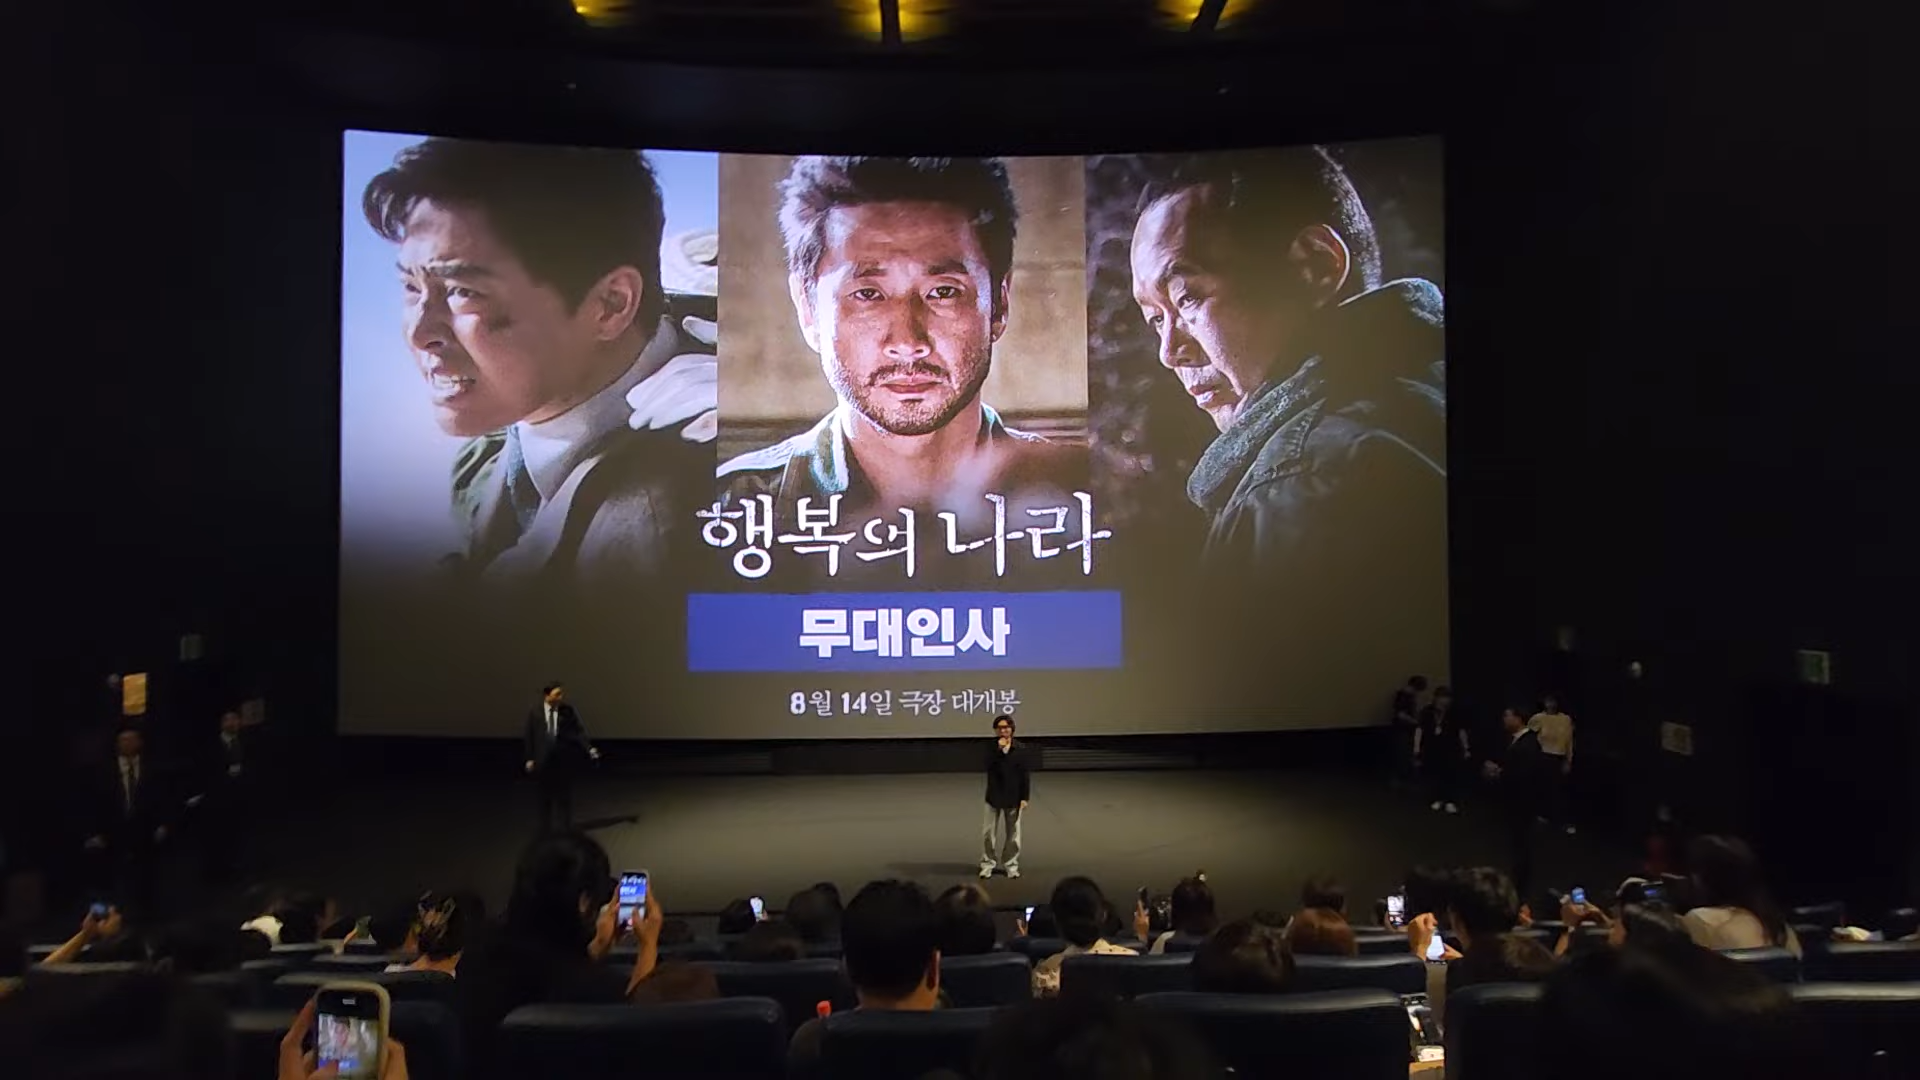 행복의 나라
무대인사
8월 14일 극장 대개봉